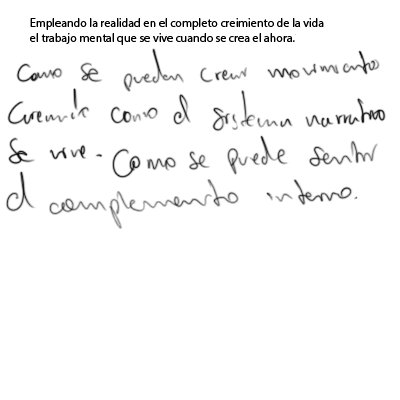 Empleando la realidad en el completo creimiento de la vida
el trabajo mental que se vive cuando se crea el ahora.
Como se pueden crear movimiento
como el sistema narrativo
se vive. Como se puede sentir
el complemento interno.